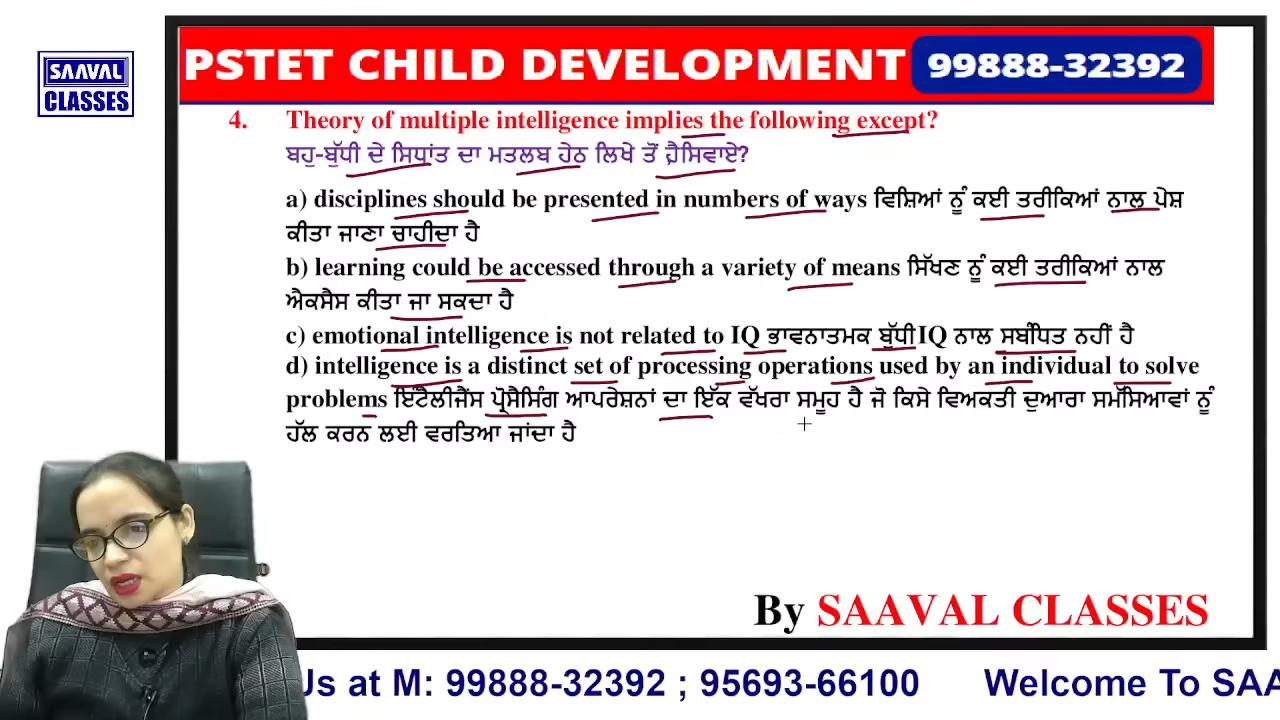 SAAVAL
CLASSES
PSTET CHILD DEVELOPMENT 99888-32392
4. Theory of multiple intelligence implies the following except?
ਬਹੁ-ਬੁੱਧੀ ਦੇ ਸਿਧਾਂਤ ਦਾ ਮਤਲਬ ਹੇਠ ਲਿਖੇ ਤੋਂ ਹੈਸਿਵਾਏ?
a) disciplines should be presented in numbers of ways ਵਿਸ਼ਿਆਂ ਨੂੰ ਕਈ ਤਰੀਕਿਆਂ ਨਾਲ ਪੇਸ਼
ਕੀਤਾ ਜਾਣਾ ਚਾਹੀਦਾ ਹੈ
b) learning could be accessed through a variety of means ਸਿੱਖਣ ਨੂੰ ਕਈ ਤਰੀਕਿਆਂ ਨਾਲ
ਐਕਸੈਸ ਕੀਤਾ ਜਾ ਸਕਦਾ ਹੈ
c) emotional intelligence is not related to IQ ਭਾਵਨਾਤਮਕ ਬੁੱਧੀIQ ਨਾਲ ਸਬੰਧਿਤ ਨਹੀਂ ਹੈ
d) intelligence is a distinct set of processing operations used by an individual to solve
problems ਇੰਟੈਲੀਜੈਂਸ ਪ੍ਰੋਸੈਸਿੰਗ ਆਪਰੇਸ਼ਨਾਂ ਦਾ ਇੱਕ ਵੱਖਰਾ ਸਮੂਹ ਹੈ ਜੋ ਕਿਸੇ ਵਿਅਕਤੀ ਦੁਆਰਾ ਸਮੱਸਿਆਵਾਂ ਨੂੰ
ਹੱਲ ਕਰਨ ਲਈ ਵਰਤਿਆ ਜਾਂਦਾ ਹੈ
By SAAVAL CLASSES
Us at M: 99888-32392 ; 95693-66100 Welcome To SAA